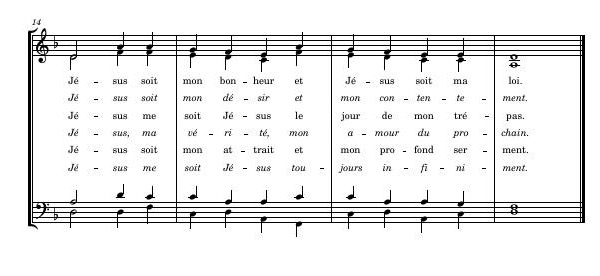 14
Jé – sus soit mon bon – heur et Jé – sus soit ma loi.
Jé – sus soit mon dé – sir et mon con – ten – te – ment.
Jé – sus me soit Jé – sus le jour de mon tré – pas.
Jé – sus, ma vé – ri – té, mon a – mour du pro – chain.
Jé – sus soit mon at – trait et mon pro – fond ser – ment.
Jé – sus me soit Jé – sus tou – jours in – fi – ni – ment.